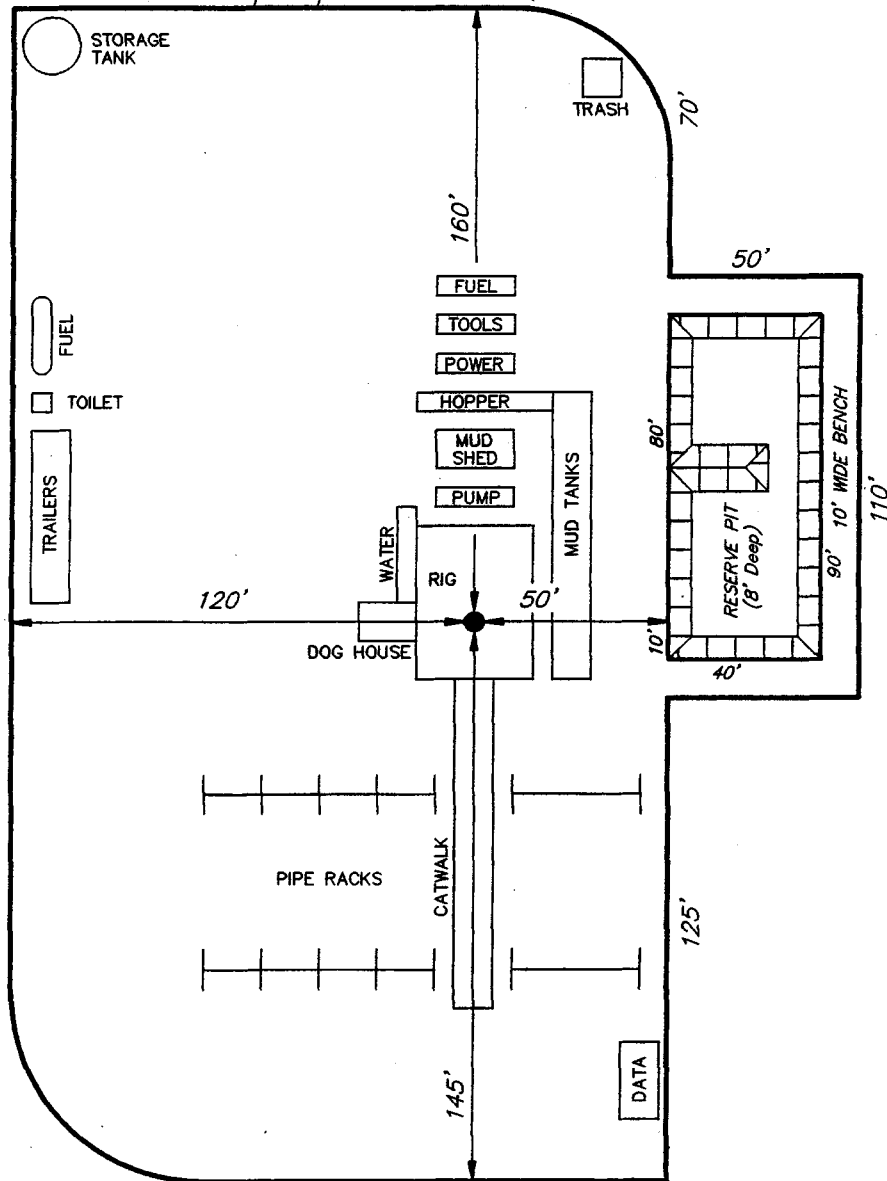 STORAGE
TANK
TRASH
70'
160'
50'
FUEL
FUEL
TOOLS
POWER
TOILET
HOPPER
MUD
SHED
80'
TRAILERS
PUMP
MUD TANKS
WATER
RIG
RESERVE PIT
(8' Deep)
90'
10' WIDE BENCH
110'
120'
50'
DOG HOUSE
10'
40'
PIPE RACKS
CATWALK
125'
145'
DATA